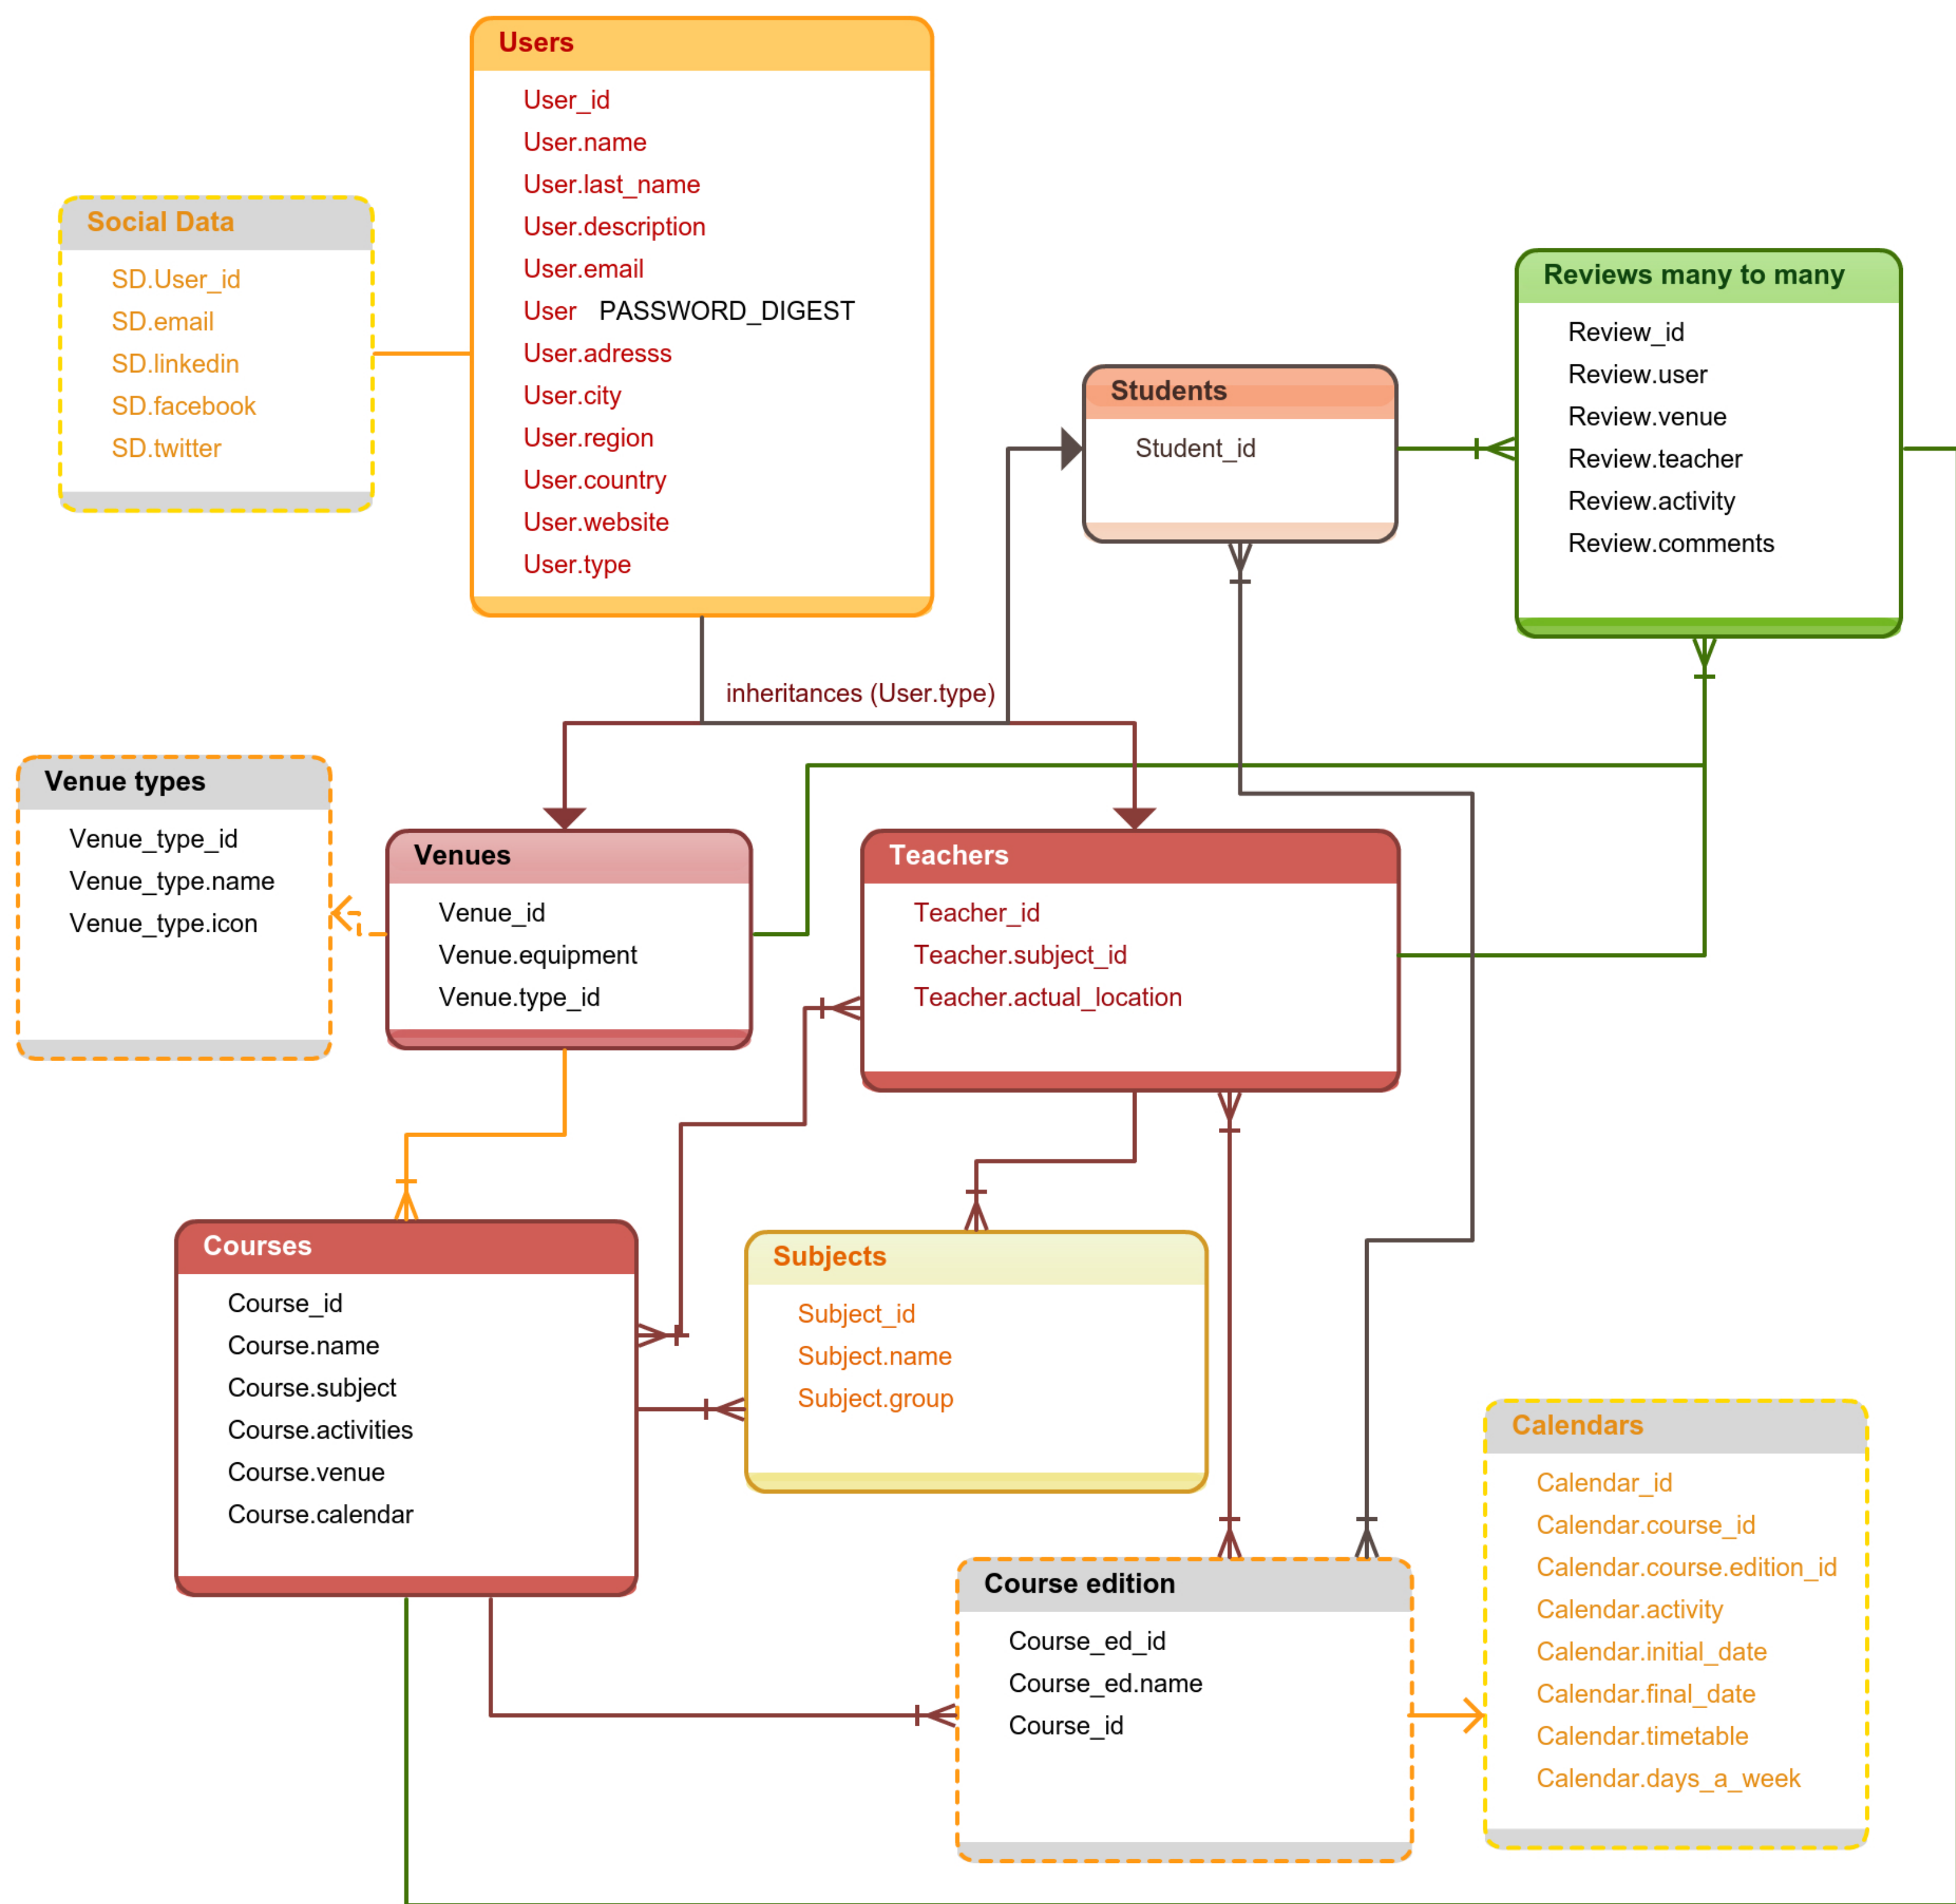 Users
User_id
User.name
User.last_name
User.description
User.email
User PASSWORD_DIGEST
User.adresss
User.city
User.region
User.country
User.website
User.type
Social Data
SD.User_id
SD.email
SD.linkedin
SD.facebook
SD.twitter
Reviews many to many
Review_id
Review.user
Review.venue
Review.teacher
Review.activity
Review.comments
Students
Student_id
inheritances (User.type)
Venue types
Venue_type_id
Venue_type.name
Venue_type.icon
Venues
Venue_id
Venue.equipment
Venue.type_id
Teachers
Teacher_id
Teacher.subject_id
Teacher.actual_location
Courses
Course_id
Course.name
Course.subject
Course.activities
Course.venue
Course.calendar
Subjects
Subject_id
Subject.name
Subject.group
Course edition
Course_ed_id
Course_ed.name
Course_id
Calendars
Calendar_id
Calendar.course_id
Calendar.course.edition_id
Calendar.activity
Calendar.initial_date
Calendar.final_date
Calendar.timetable
Calendar.days_a_week